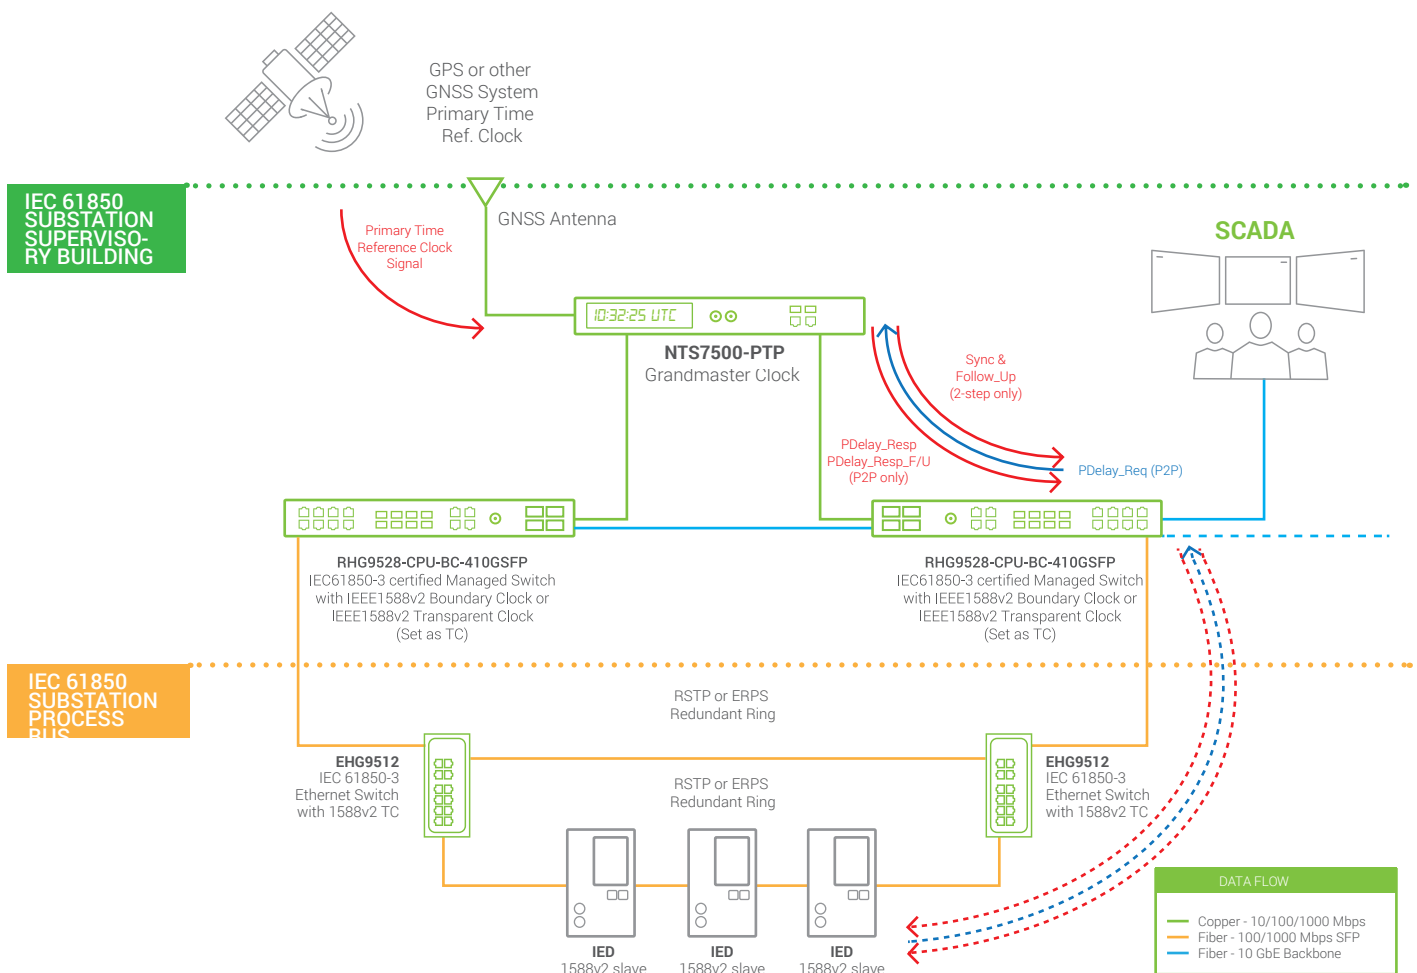 GPS or other
GNSS System
Primary Time
Ref. Clock
IEC 61850
SUBSTATION
SUPERVISO-
RY BUILDING
GNSS Antenna
Primary Time
Reference Clock
Signal
SCADA
10:32:25 UTC
NTS7500-PTP
Grandmaster Clock
Sync &
Follow_Up
(2-step only)
PDelay_Resp
PDelay_Resp_F/U
(P2P only)
PDelay_Req (P2P)
RHG9528-CPU-BC-410GSFP
IEC61850-3 certified Managed Switch
with IEEE1588v2 Boundary Clock or
IEEE1588v2 Transparent Clock
(Set as TC)
RHG9528-CPU-BC-410GSFP
IEC61850-3 certified Managed Switch
with IEEE1588v2 Boundary Clock or
IEEE1588v2 Transparent Clock
(Set as TC)
IEC 61850
SUBSTATION
PROCESS
BUS
RSTP or ERPS
Redundant Ring
EHG9512
IEC 61850-3
Ethernet Switch
with 1588v2 TC
RSTP or ERPS
Redundant Ring
EHG9512
IEC 61850-3
Ethernet Switch
with 1588v2 TC
IED
1588v2 slave
IED
1588v2 slave
IED
1588v2 slave
DATA FLOW
Copper - 10/100/1000 Mbps
Fiber - 100/1000 Mbps SFP
Fiber - 10 GbE Backbone